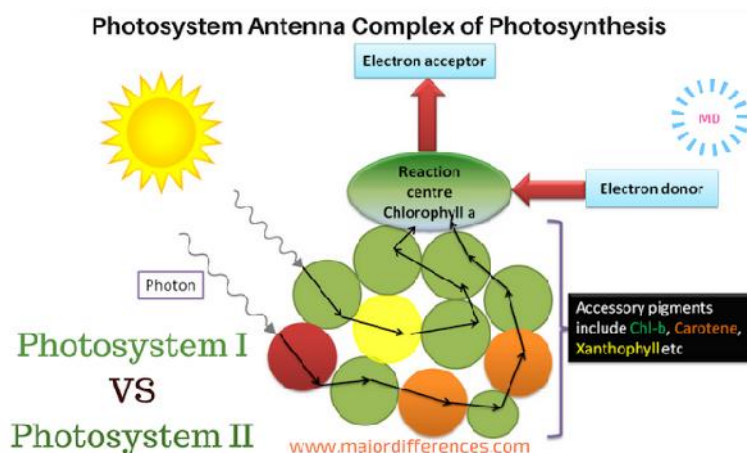 Photosystem Antenna Complex of Photosynthesis
Electron acceptor
MD
Reaction
centre
Chlorophyll a
Electron donor
Photon
Accessory pigments
include Chl-b, Carotene,
Xanthophyll etc
Photosystem I
VS
Photosystem II
www.majordifferences.com